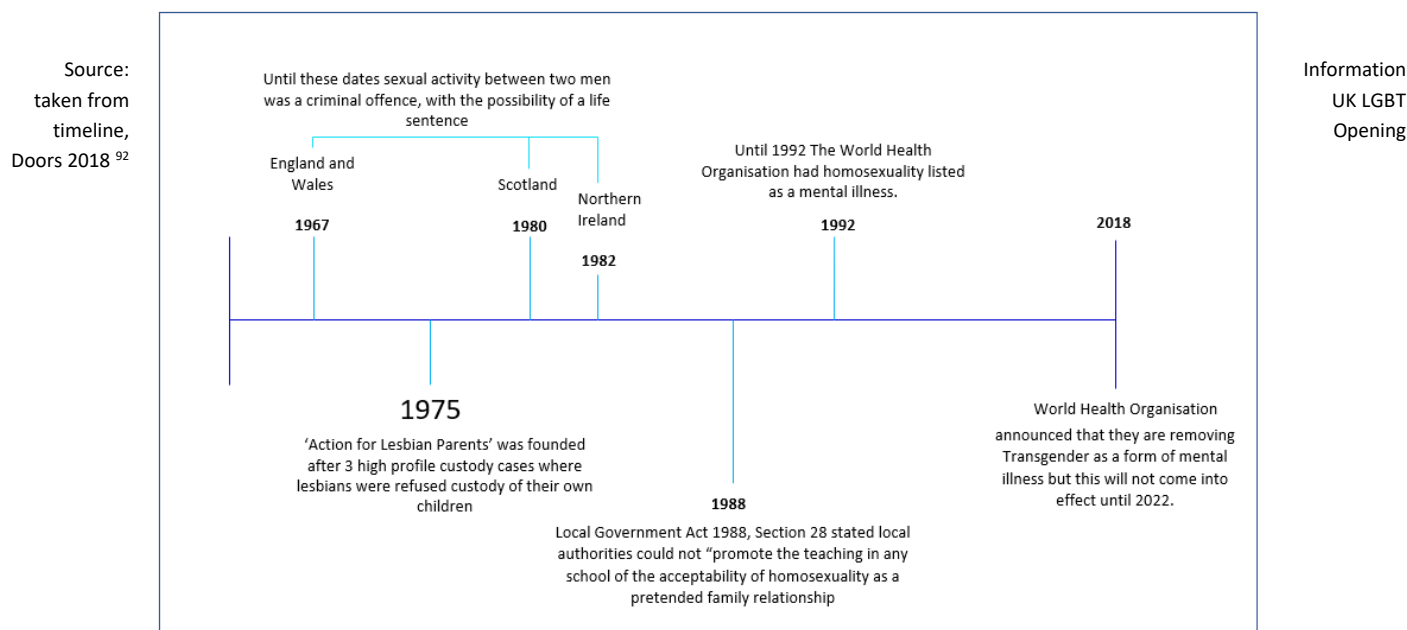 Source:
taken from
timeline,
Doors 2018 92
Information
UK LGBT
Opening
Until these dates sexual activity between two men
was a criminal offence, with the possibility of a life
sentence
England and
Wales
1967
Scotland
1980
Northern
Ireland
1982
Until 1992 The World Health
Organisation had homosexuality listed
as a mental illness.
1992
2018
1975
‘Action for Lesbian Parents’ was founded
after 3 high profile custody cases where
lesbians were refused custody of their own
children
1988
Local Government Act 1988, Section 28 stated local
authorities could not “promote the teaching in any
school of the acceptability of homosexuality as a
pretended family relationship
World Health Organisation
announced that they are removing
Transgender as a form of mental
illness but this will not come into
effect until 2022.